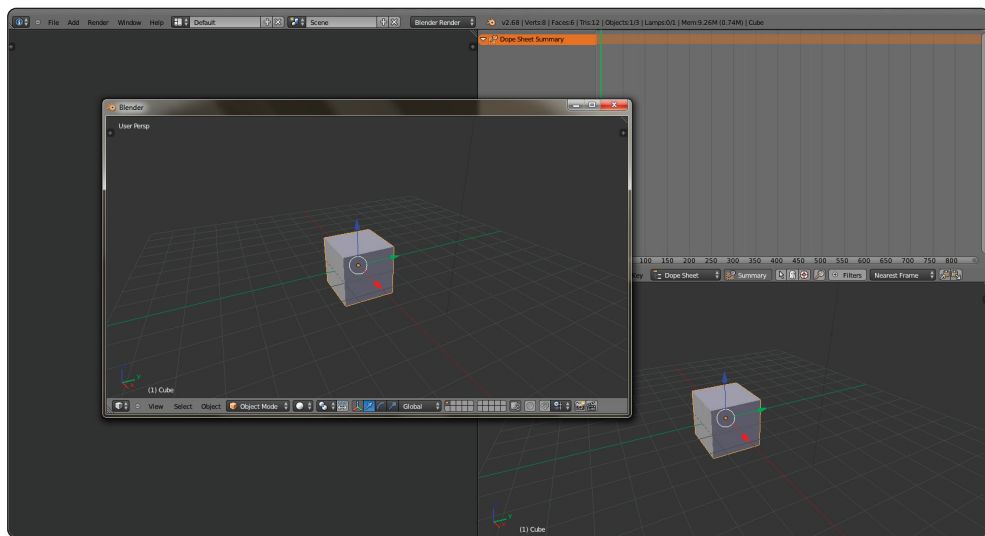 File Add Render Window Help Default Scene Blender Render v2.68 | Verts:8 | Faces:6 | Tris:12 | Objects:1/3 | Lamps:0/1 | Mem:9.26M (0.74M) | Cube
Dope Sheet Summary
Blender
User Persp
100 150 200 250 300 350 400 450 500 550 600 650 700 750 800
Key Dope Sheet Summary Filters Nearest Frame
(1) Cube
View Select Object Object Mode Global
(1) Cube